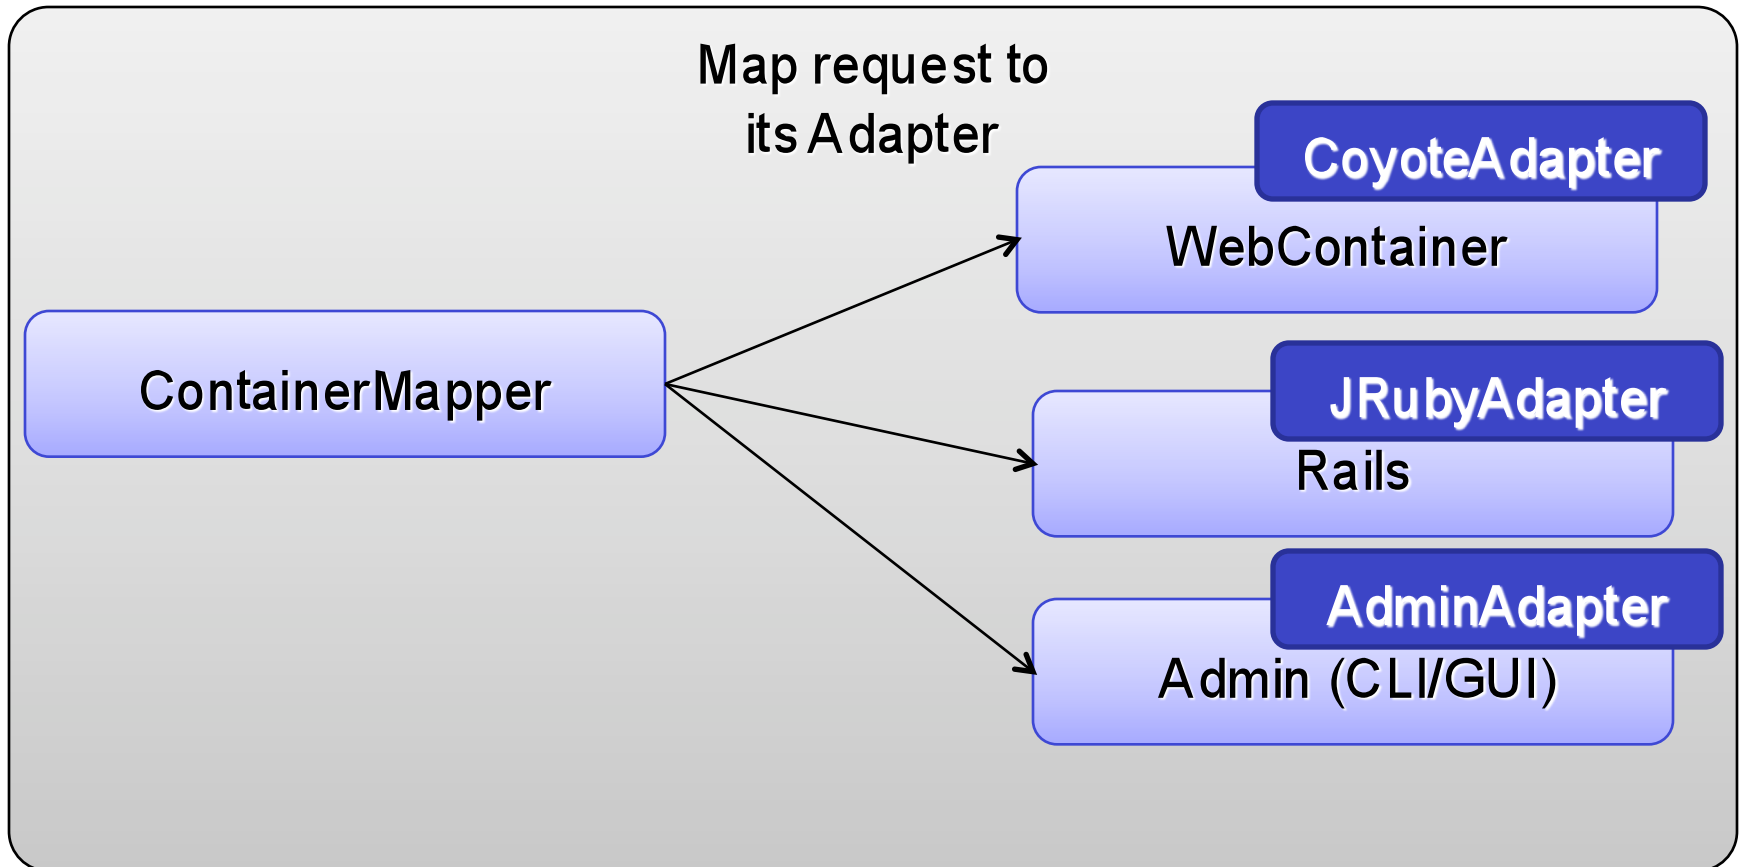 Map request to
its Adapter
CoyoteAdapter
WebContainer
ContainerMapper
JRubyAdapter
Rails
AdminAdapter
Admin (CLI/GUI)